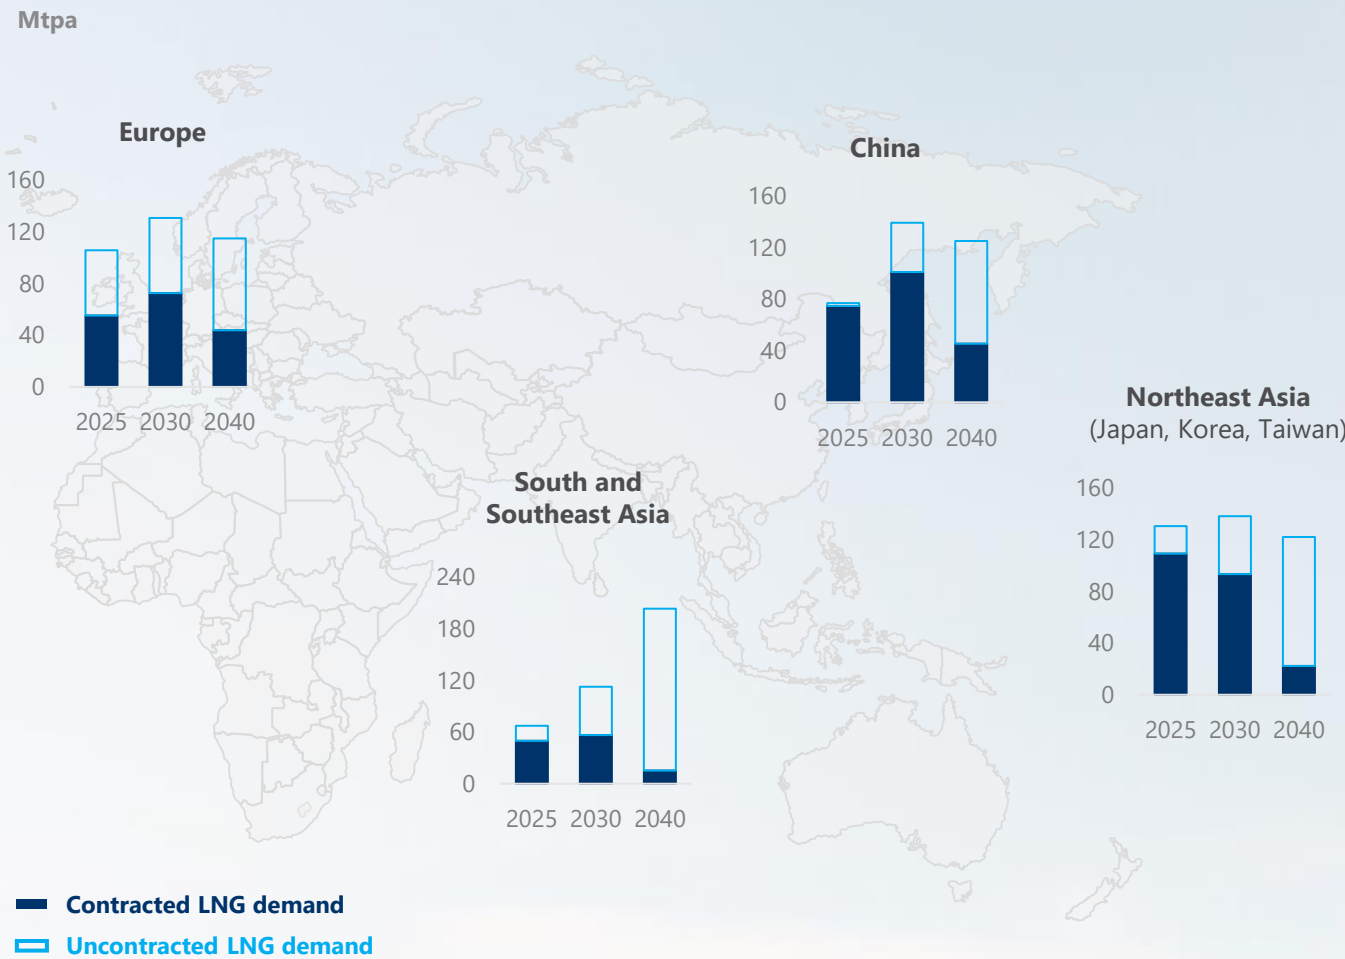 Mtpa
Europe
160
120
80
40
0
2025 2030 2040
China
160
120
80
40
0
2025 2030 2040
Northeast Asia
(Japan, Korea, Taiwan)
160
120
80
40
0
2025 2030 2040
South and
Southeast Asia
240
180
120
60
0
2025 2030 2040
Contracted LNG demand
Uncontracted LNG demand